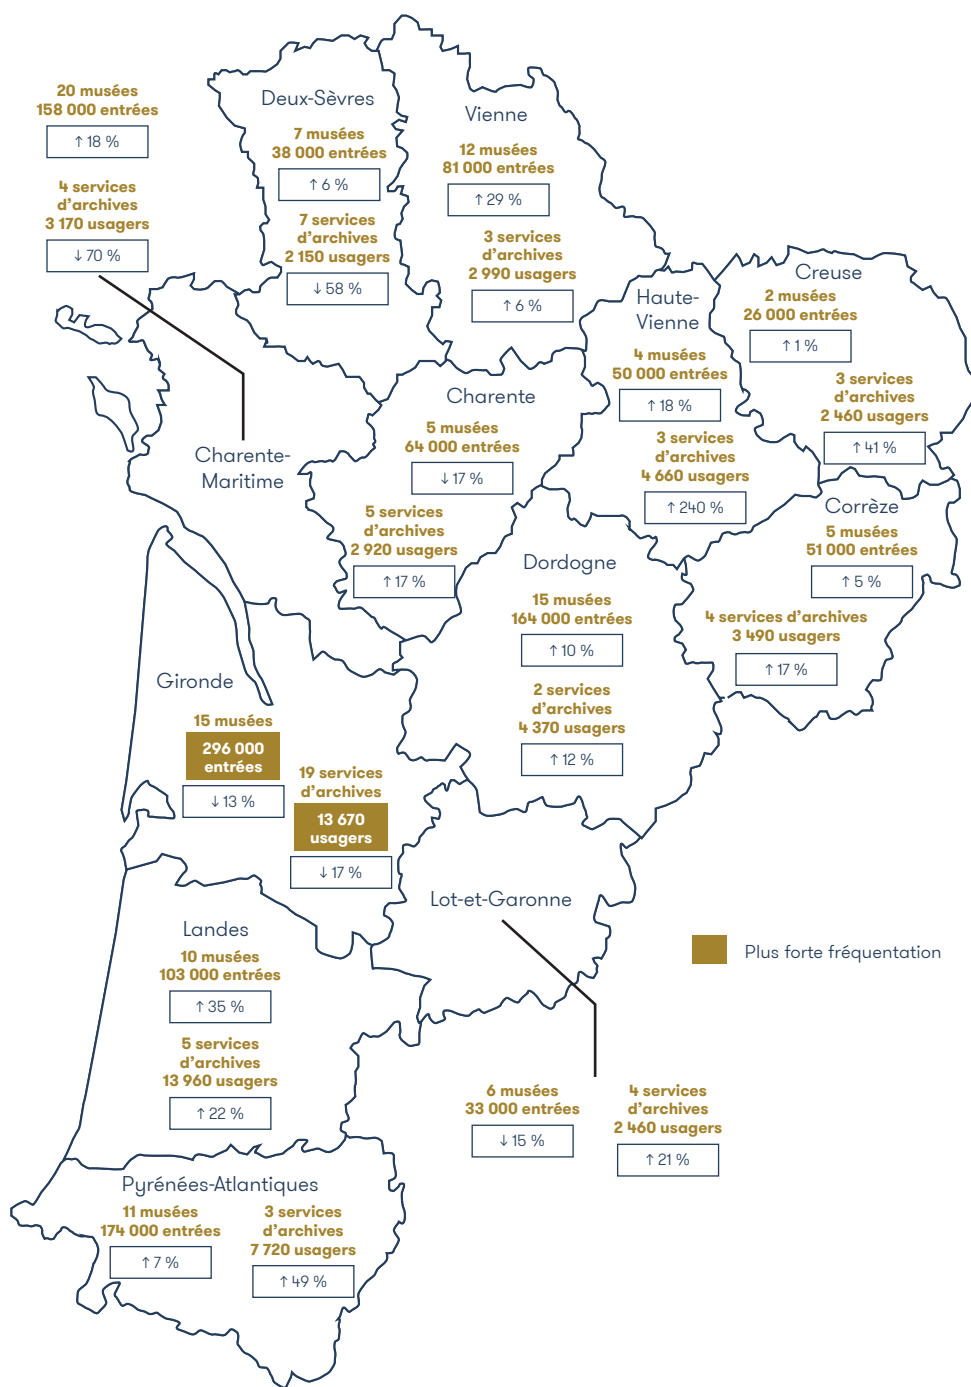 20 musées
158 000 entrées
↑ 18 %
4 services
d'archives
3 170 usagers
↓ 70 %
Charente-
Maritime
Deux-Sèvres
7 musées
38 000 entrées
↑ 6 %
7 services
d'archives
2 150 usagers
↓ 58 %
Vienne
12 musées
81 000 entrées
↑ 29 %
3 services
d'archives
2 990 usagers
↑ 6 %
Haute-
Vienne
4 musées
50 000 entrées
↑ 18 %
3 services
d'archives
4 660 usagers
↑ 240 %
Creuse
2 musées
26 000 entrées
↑ 1 %
3 services
d'archives
2 460 usagers
↑ 41 %
Charente
5 musées
64 000 entrées
↓ 17 %
5 services
d'archives
2 920 usagers
↑ 17 %
Corrèze
5 musées
51 000 entrées
↑ 5 %
4 services d'archives
3 490 usagers
↑ 17 %
Dordogne
15 musées
164 000 entrées
↑ 10 %
2 services
d'archives
4 370 usagers
↑ 12 %
Gironde
15 musées
296 000
entrées
↓ 13 %
19 services
d'archives
13 670
usagers
↓ 17 %
Lot-et-Garonne
6 musées
33 000 entrées
↓ 15 %
4 services
d'archives
2 460 usagers
↑ 21 %
Landes
10 musées
103 000 entrées
↑ 35 %
5 services
d'archives
13 960 usagers
↑ 22 %
Plus forte fréquentation
Pyrénées-Atlantiques
11 musées
174 000 entrées
↑ 7 %
3 services
d'archives
7 720 usagers
↑ 49 %